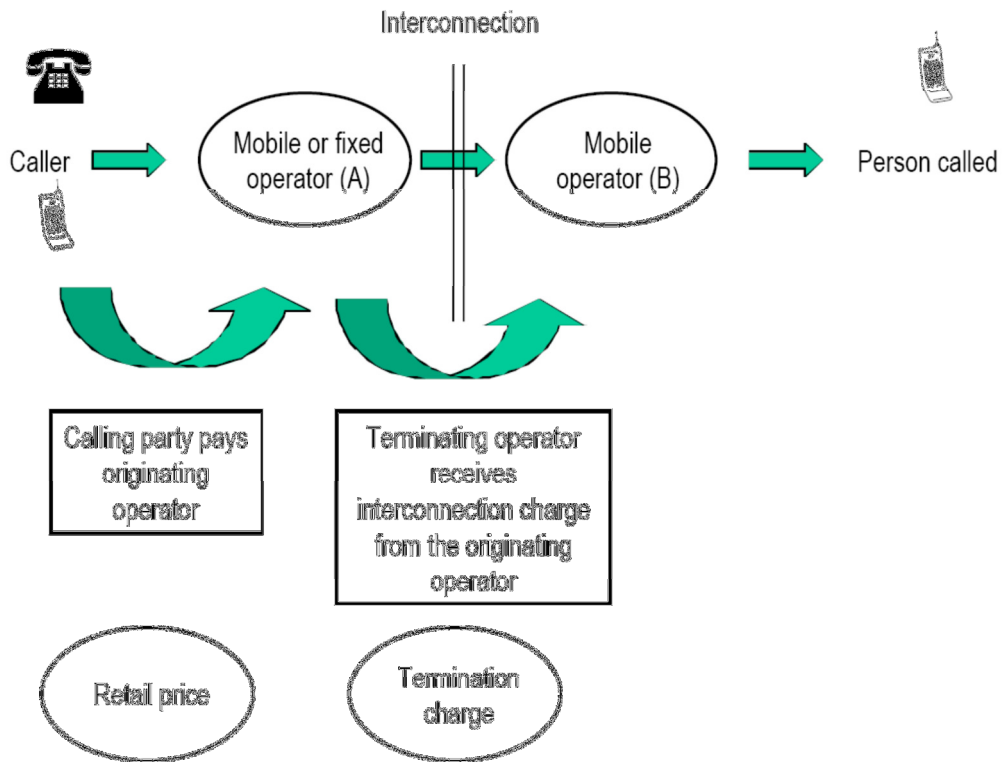 Interconnection
Caller
Mobile or fixed
operator (A)
Mobile
operator (B)
Person called
Calling party pays
originating
operator
Terminating operator
receives
interconnection charge
from the originating
operator
Retail price
Termination
charge